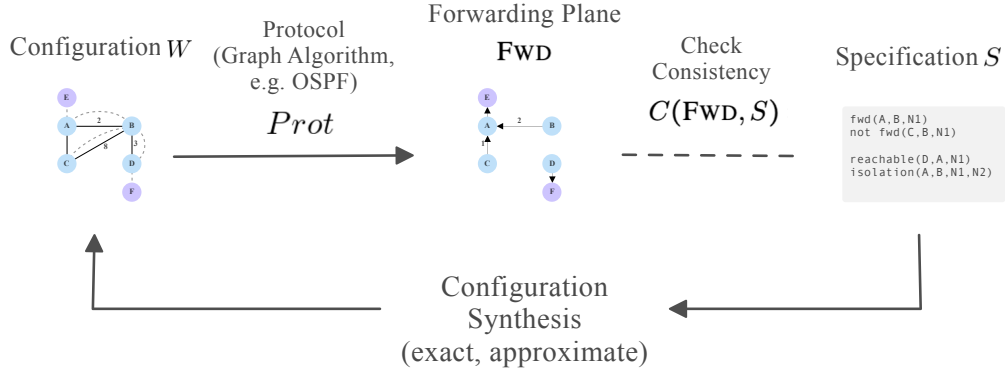 Configuration W
Protocol
(Graph Algorithm,
e.g. OSPF)
Prot
Forwarding Plane
FWD
Check
Consistency
C(FWD, S)
Specification S
E
A
2
B
C
8
3
D
F
E
A
2
B
1
C
D
F
fwd(A,B,N1)
not fwd(C,B,N1)
reachable(D,A,N1)
isolation(A,B,N1,N2)
Configuration
Synthesis
(exact, approximate)